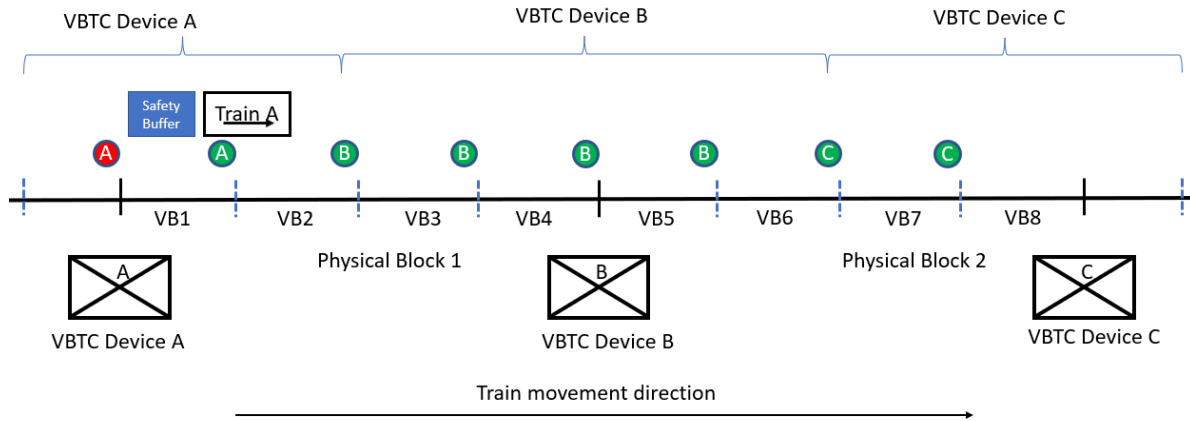 VBTC Device A
VBTC Device B
VBTC Device C
Safety
Buffer
Train A
A
A
B
B
B
B
C
C
VB1
VB2
VB3
VB4
VB5
VB6
VB7
VB8
Physical Block 1
Physical Block 2
A
B
C
VBTC Device A
VBTC Device B
VBTC Device C
Train movement direction